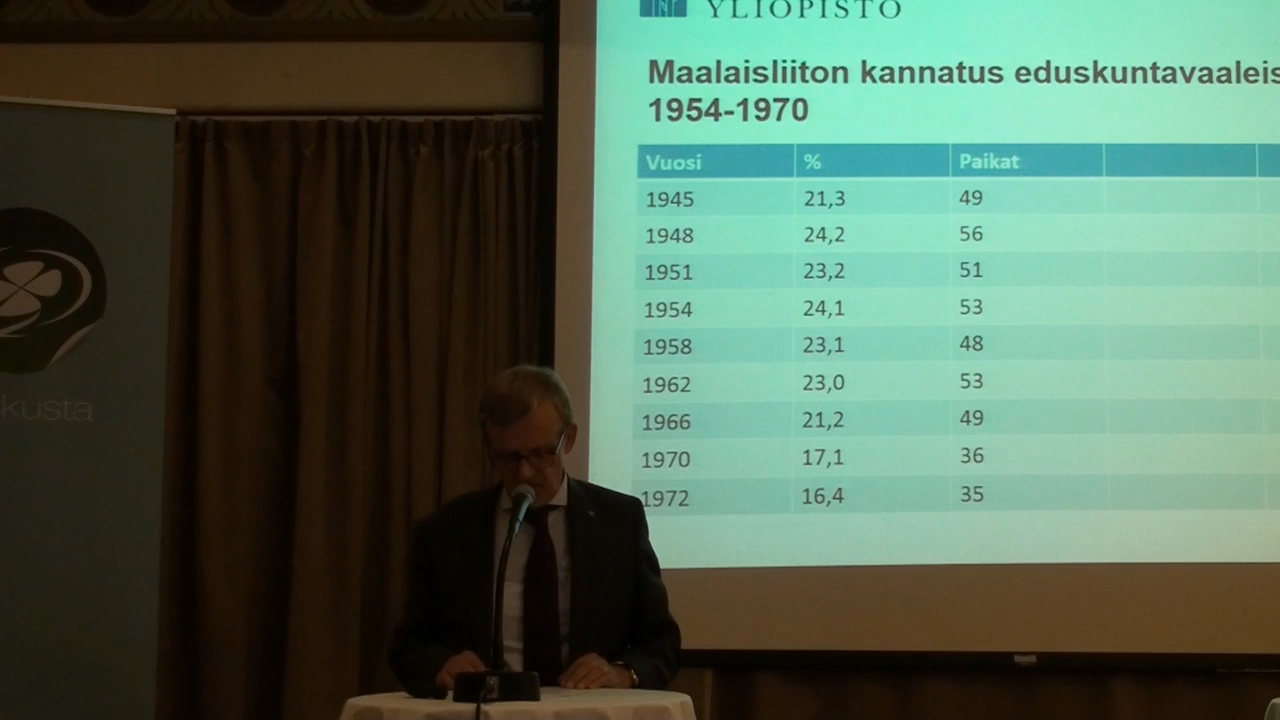 YLIOPISTO
Maalaisliiton kannatus eduskuntavaaleis
1954-1970
Vuosi % Paikat
1945 21,3 49
1948 24,2 56
1951 23,2 51
1954 24,1 53
1958 23,1 48
1962 23,0 53
1966 21,2 49
1970 17,1 36
1972 16,4 35
kusta